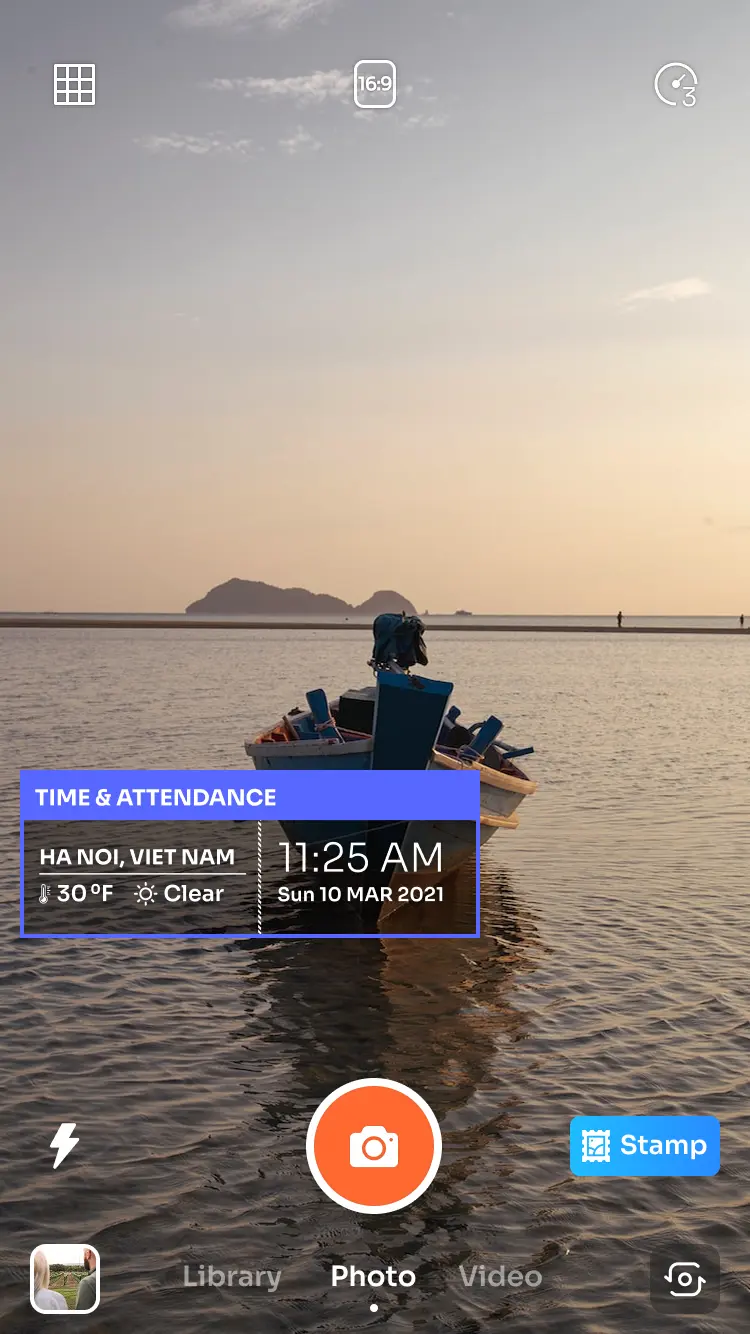 16:9
3
TIME & ATTENDANCE
HA NOI, VIET NAM
11:25 AM
30 ⁰F Clear
Sun 10 MAR 2021
Stamp
Library Photo Video